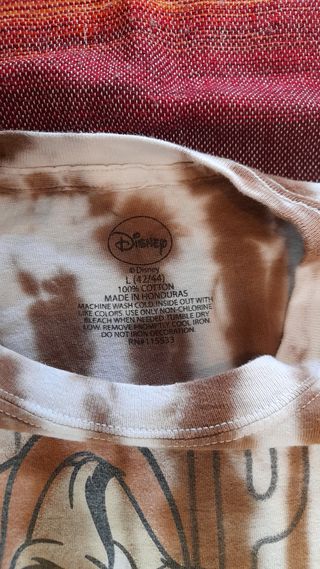 Disney
© Disney
L (42/44)
100% COTTON
MADE IN HONDURAS
MACHINE WASH COLD. INSIDE OUT WITH
LIKE COLORS. USE ONLY NON-CHLORINE
BLEACH WHEN NEEDED. TUMBLE DRY
LOW. REMOVE PROMPTLY. COOL IRON
DO NOT IRON DECORATION.
RN#115533